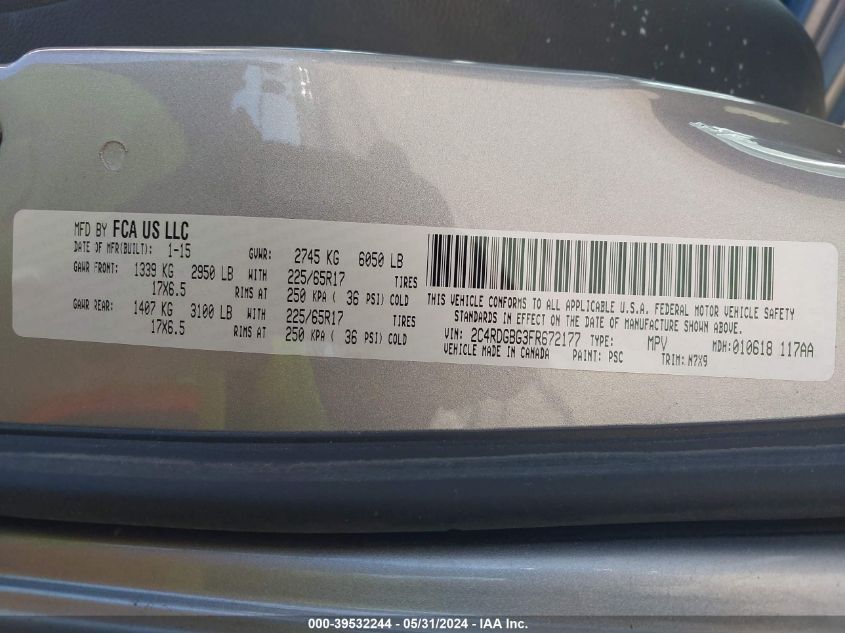 MFD BY FCA US LLC
DATE OF MFR(BUILT): 1-15 GVWR: 2745 KG 6050 LB
GAWR FRONT: 1339 KG 2950 LB WITH 225/65R17 TIRES
17X6.5 RIMS AT 250 KPA ( 36 PSI) COLD
GAWR REAR: 1407 KG 3100 LB WITH 225/65R17 TIRES
17X6.5 RIMS AT 250 KPA ( 36 PSI) COLD
THIS VEHICLE CONFORMS TO ALL APPLICABLE U.S.A. FEDERAL MOTOR VEHICLE SAFETY
STANDARDS IN EFFECT ON THE DATE OF MANUFACTURE SHOWN ABOVE.
VIN: 2C4RDGBG3FR672177 TYPE: MPV MDH:010618 117AA
VEHICLE MADE IN CANADA PAINT: PSC TRIM: M7X9
000-39532244 - 05/31/2024 - IAA Inc.